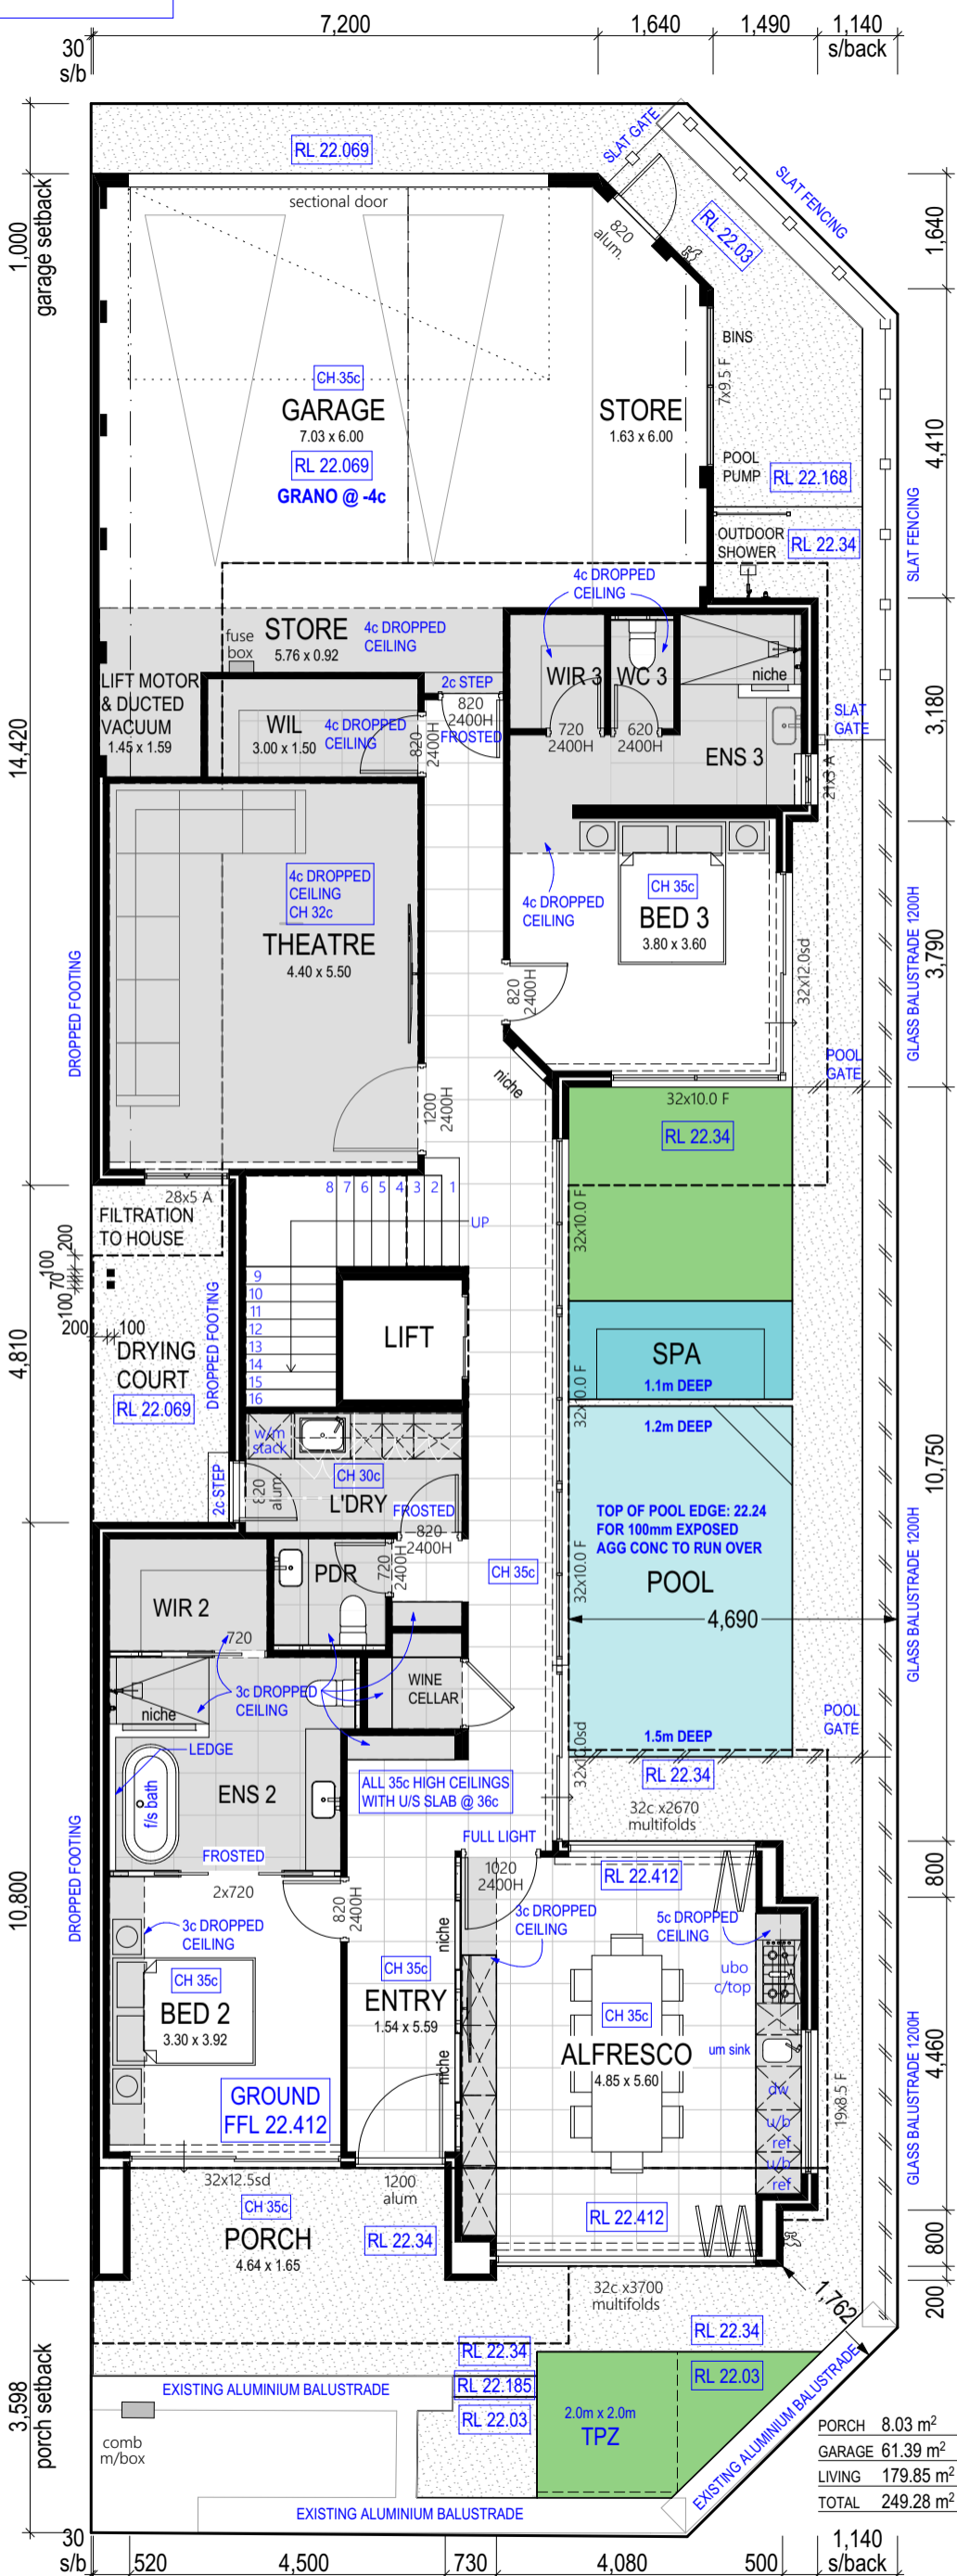 7,200
1,640
1,490
1,140
30
s/b
s/back
RL 22.069
SLAT GATE
SLAT FENCING
sectional door
820
alum.
RL 22.03
1,000
garage setback
1,640
BINS
7x9.5 F
CH 35c
GARAGE
7.03 x 6.00
RL 22.069
GRANO @ -4c
STORE
1.63 x 6.00
POOL
PUMP
RL 22.168
4,410
SLAT FENCING
OUTDOOR
SHOWER
RL 22.34
4c DROPPED
CEILING
fuse
box
STORE
5.76 x 0.92
4c DROPPED
CEILING
LIFT MOTOR
& DUCTED
VACUUM
1.45 x 1.59
2c STEP
820
2400H
FROSTED
WIR 3
WC 3
niche
WIL
3.00 x 1.50
4c DROPPED
CEILING
820
2400H
720
2400H
620
2400H
ENS 3
SLAT
GATE
21x3 A
3,180
14,420
4c DROPPED
CEILING
CH 32c
THEATRE
4.40 x 5.50
4c DROPPED
CEILING
CH 35c
BED 3
3.80 x 3.60
32x12.0sd
GLASS BALUSTRADE 1200H
3,790
DROPPED FOOTING
820
2400H
niche
POOL
GATE
32x10.0 F
1200
2400H
RL 22.34
28x5 A
8 7 6 5 4 3 2 1
UP
FILTRATION
TO HOUSE
32x10.0 F
200
100
70
100
200
100
9
10
11
12
13
14
15
16
LIFT
DROPPED FOOTING
DRYING
COURT
RL 22.069
4,810
SPA
1.1m DEEP
32x10.0 F
1.2m DEEP
w/m
stack
CH 30c
L'DRY
FROSTED
820
alum.
2c STEP
820
2400H
10,750
TOP OF POOL EDGE: 22.24
FOR 100mm EXPOSED
AGG CONC TO RUN OVER
POOL
4,690
32x10.0 F
CH 35c
GLASS BALUSTRADE 1200H
PDR
720
2400H
WIR 2
720
WINE
CELLAR
3c DROPPED
CEILING
niche
POOL
GATE
1.5m DEEP
32x10.0sd
LEDGE
f/s bath
ENS 2
ALL 35c HIGH CEILINGS
WITH U/S SLAB @ 36c
RL 22.34
32c x2670
multifolds
FROSTED
2x720
FULL LIGHT
1020
2400H
RL 22.412
800
DROPPED FOOTING
10,800
3c DROPPED
CEILING
820
2400H
niche
3c DROPPED
CEILING
5c DROPPED
CEILING
ubo
c/top
CH 35c
BED 2
3.30 x 3.92
CH 35c
ENTRY
1.54 x 5.59
niche
CH 35c
ALFRESCO
4.85 x 5.60
um sink
dw
u/b
ref
u/b
ref
19x8.5 F
GLASS BALUSTRADE 1200H
4,460
GROUND
FFL 22.412
32x12.5sd
1200
alum
CH 35c
PORCH
4.64 x 1.65
RL 22.34
RL 22.412
800
200
32c x3700
multifolds
1,762
RL 22.34
RL 22.34
RL 22.185
RL 22.03
RL 22.03
EXISTING ALUMINIUM BALUSTRADE
3,598
porch setback
comb
m/box
2.0m x 2.0m
TPZ
EXISTING ALUMINIUM BALUSTRADE
EXISTING ALUMINIUM BALUSTRADE
PORCH 8.03 m²
GARAGE 61.39 m²
LIVING 179.85 m²
TOTAL 249.28 m²
30
s/b
520
4,500
730
4,080
500
1,140
s/back